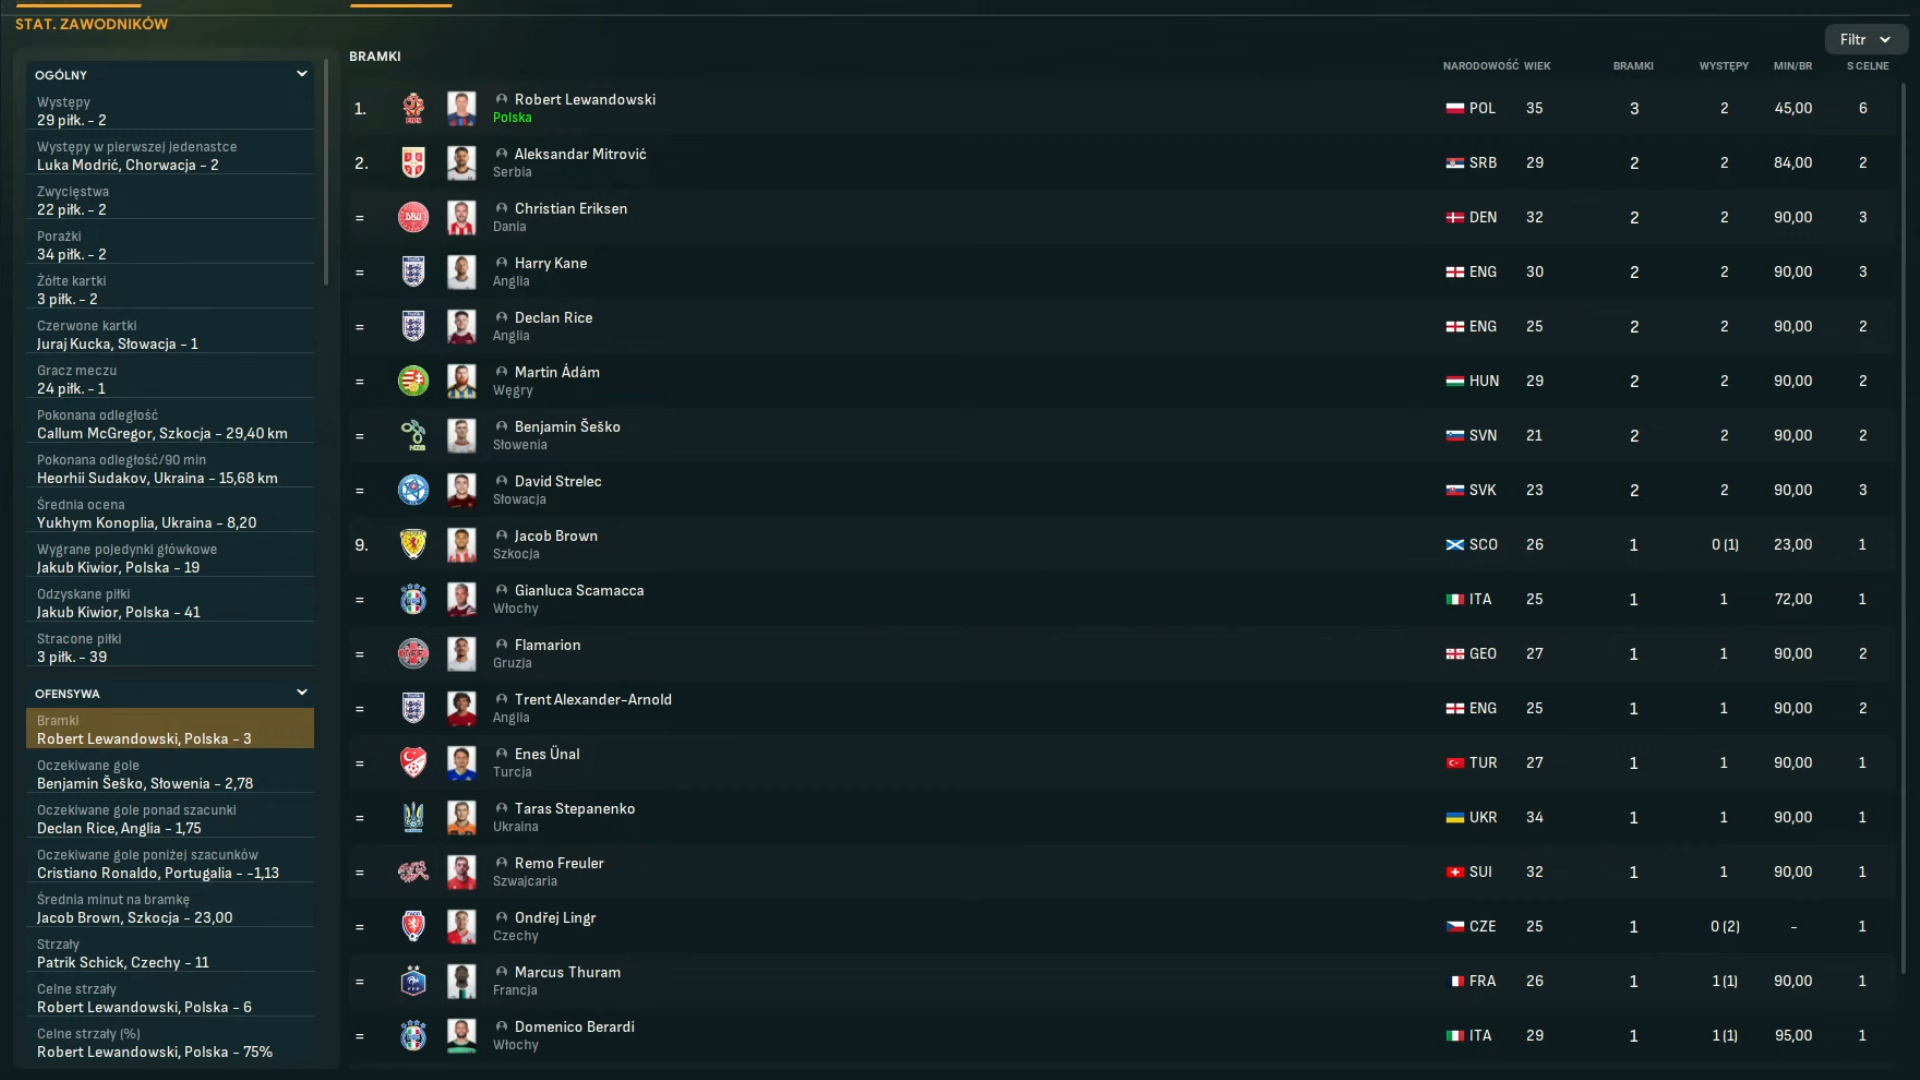 STAT. ZAWODNIKÓW
Filtr
OGÓLNY
Występy
29 piłk. - 2
Występy w pierwszej jedenastce
Luka Modrić, Chorwacja - 2
Zwycięstwa
22 piłk. - 2
Porażki
34 piłk. - 2
Żółte kartki
3 piłk. - 2
Czerwone kartki
Juraj Kucka, Słowacja - 1
Gracz meczu
24 piłk. - 1
Pokonana odległość
Callum McGregor, Szkocja - 29,40 km
Pokonana odległość/90 min
Heorhii Sudakov, Ukraina - 15,68 km
Średnia ocena
Yukhym Konoplia, Ukraina - 8,20
Wygrane pojedynki główkowe
Jakub Kiwior, Polska - 19
Odzyskane piłki
Jakub Kiwior, Polska - 41
Stracone piłki
3 piłk. - 39
OFENSYWA
Bramki
Robert Lewandowski, Polska - 3
Oczekiwane gole
Benjamin Šeško, Słowenia - 2,78
Oczekiwane gole ponad szacunki
Declan Rice, Anglia - 1,75
Oczekiwane gole poniżej szacunków
Cristiano Ronaldo, Portugalia - -1,13
Średnia minut na bramkę
Jacob Brown, Szkocja - 23,00
Strzały
Patrik Schick, Czechy - 11
Celne strzały
Robert Lewandowski, Polska - 6
Celne strzały (%)
Robert Lewandowski, Polska - 75%
BRAMKI
NARODOWOŚĆ WIEK BRAMKI WYSTĘPY MIN/BR S CELNE
1. Robert Lewandowski POL 35 3 2 45,00 6
Polska
2. Aleksandar Mitrović SRB 29 2 2 84,00 2
Serbia
= Christian Eriksen DEN 32 2 2 90,00 3
Dania
= Harry Kane ENG 30 2 2 90,00 3
Anglia
= Declan Rice ENG 25 2 2 90,00 2
Anglia
= Martin Ádám HUN 29 2 2 90,00 2
Węgry
= Benjamin Šeško SVN 21 2 2 90,00 2
Słowenia
= David Strelec SVK 23 2 2 90,00 3
Słowacja
9. Jacob Brown SCO 26 1 0 (1) 23,00 1
Szkocja
= Gianluca Scamacca ITA 25 1 1 72,00 1
Włochy
= Flamarion GEO 27 1 1 90,00 2
Gruzja
= Trent Alexander-Arnold ENG 25 1 1 90,00 2
Anglia
= Enes Ünal TUR 27 1 1 90,00 1
Turcja
= Taras Stepanenko UKR 34 1 1 90,00 1
Ukraina
= Remo Freuler SUI 32 1 1 90,00 1
Szwajcaria
= Ondřej Lingr CZE 25 1 0 (2) - 1
Czechy
= Marcus Thuram FRA 26 1 1 (1) 90,00 1
Francja
= Domenico Berardi ITA 29 1 1 (1) 95,00 1
Włochy